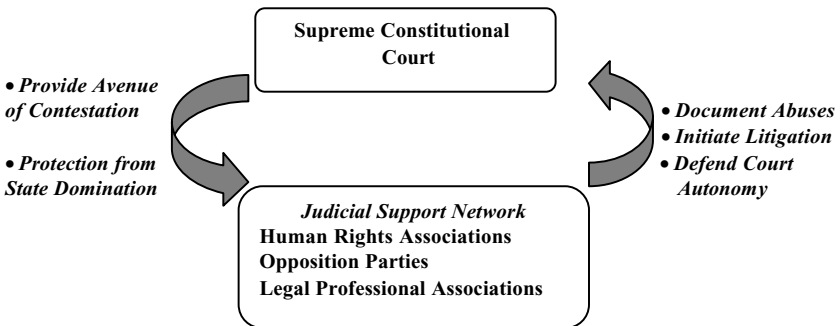 Supreme Constitutional
Court
• Provide Avenue
of Contestation
• Protection from
State Domination
• Document Abuses
• Initiate Litigation
• Defend Court
Autonomy
Judicial Support Network
Human Rights Associations
Opposition Parties
Legal Professional Associations